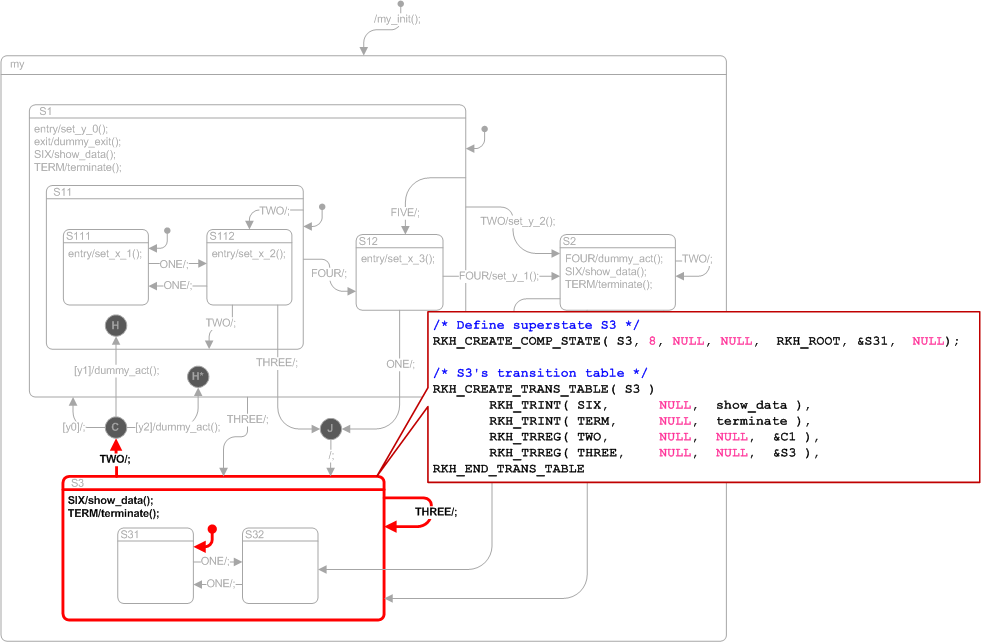 /my_init();
my
S1
entry/set_y_0();
exit/dummy_exit();
SIX/show_data();
TERM/terminate();
S11
TWO/;
FIVE/;
TWO/set_y_2();
S111
entry/set_x_1();
ONE/;
ONE/;
S112
entry/set_x_2();
FOUR/;
S12
entry/set_x_3();
FOUR/set_y_1();
S2
FOUR/dummy_act();
SIX/show_data();
TERM/terminate();
TWO/;
TWO/;
H
THREE/;
ONE/;
[y1]/dummy_act();
H*
THREE/;
[y0]/;
C
[y2]/dummy_act();
J
/;
TWO/;
/* Define superstate S3 */
RKH_CREATE_COMP_STATE( S3, 8, NULL, NULL, RKH_ROOT, &S31, NULL);
/* S3's transition table */
RKH_CREATE_TRANS_TABLE( S3 )
RKH_TRINT( SIX, NULL, show_data ),
RKH_TRINT( TERM, NULL, terminate ),
RKH_TRREG( TWO, NULL, NULL, &C1 ),
RKH_TRREG( THREE, NULL, NULL, &S3 ),
RKH_END_TRANS_TABLE
S3
SIX/show_data();
TERM/terminate();
THREE/;
S31
S32
ONE/;
ONE/;